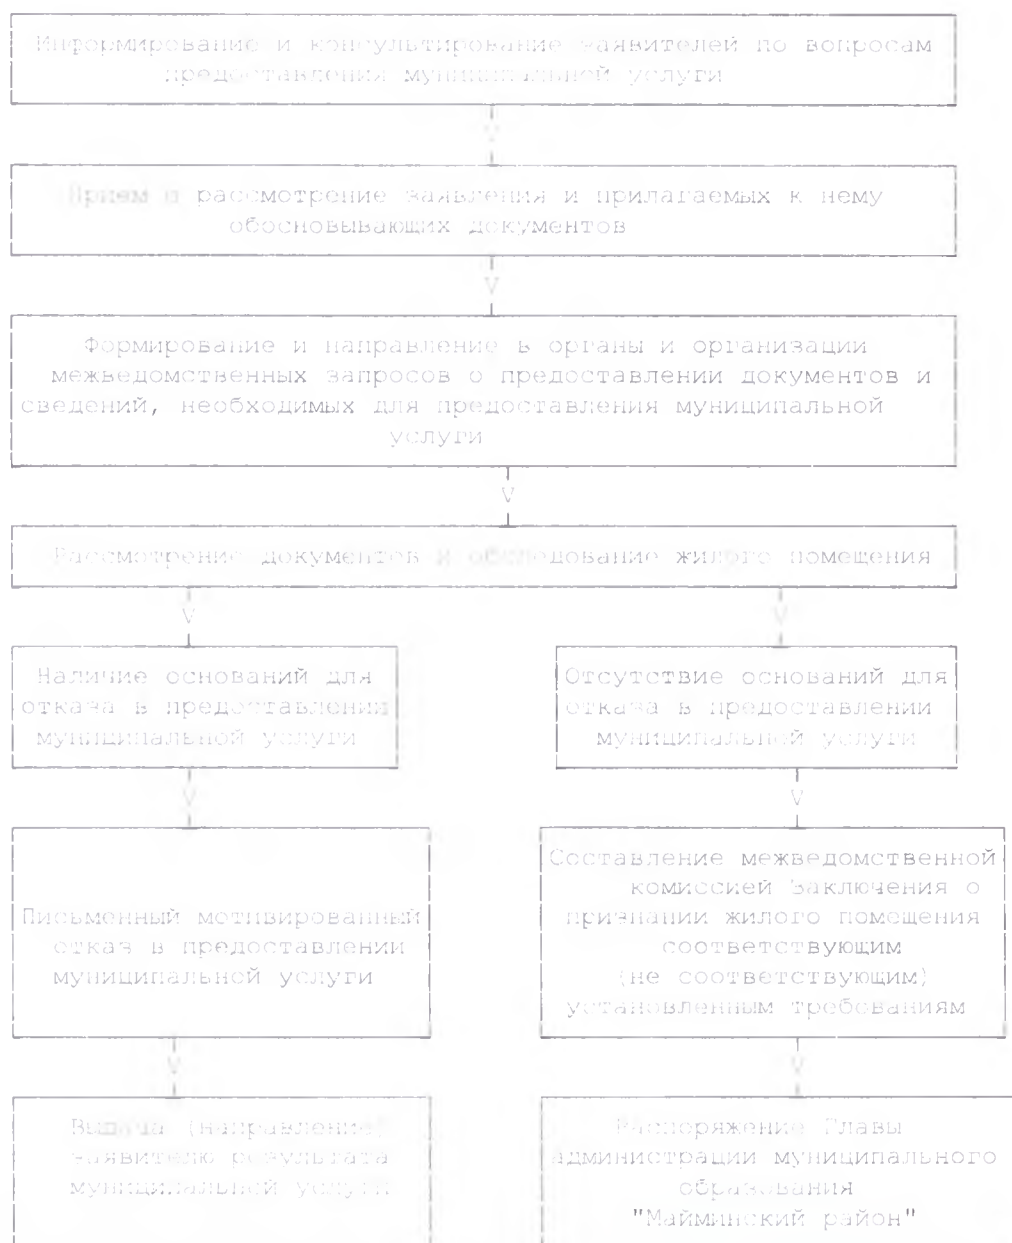 Информирование и консультирование заявителей по вопросам
предоставления муниципальной услуги
V
Прием и рассмотрение заявления и прилагаемых к нему
обосновывающих документов
V
Формирование и направление в органы и организации
межведомственных запросов о предоставлении документов и
сведений, необходимых для предоставления муниципальной
услуги
V
Рассмотрение документов и обследование жилого помещения
V V
Наличие оснований для
отказа в предоставлении
муниципальной услуги
Отсутствие оснований для
отказа в предоставлении
муниципальной услуги
V V
Письменный мотивированный
отказ в предоставлении
муниципальной услуги
Составление межведомственной
комиссией Заключения о
признании жилого помещения
соответствующим
(не соответствующим)
установленным требованиям
V V
Выдача (направление)
заявителю результата
муниципальной услуги
Распоряжение Главы
администрации муниципального
образования
"Майминский район"